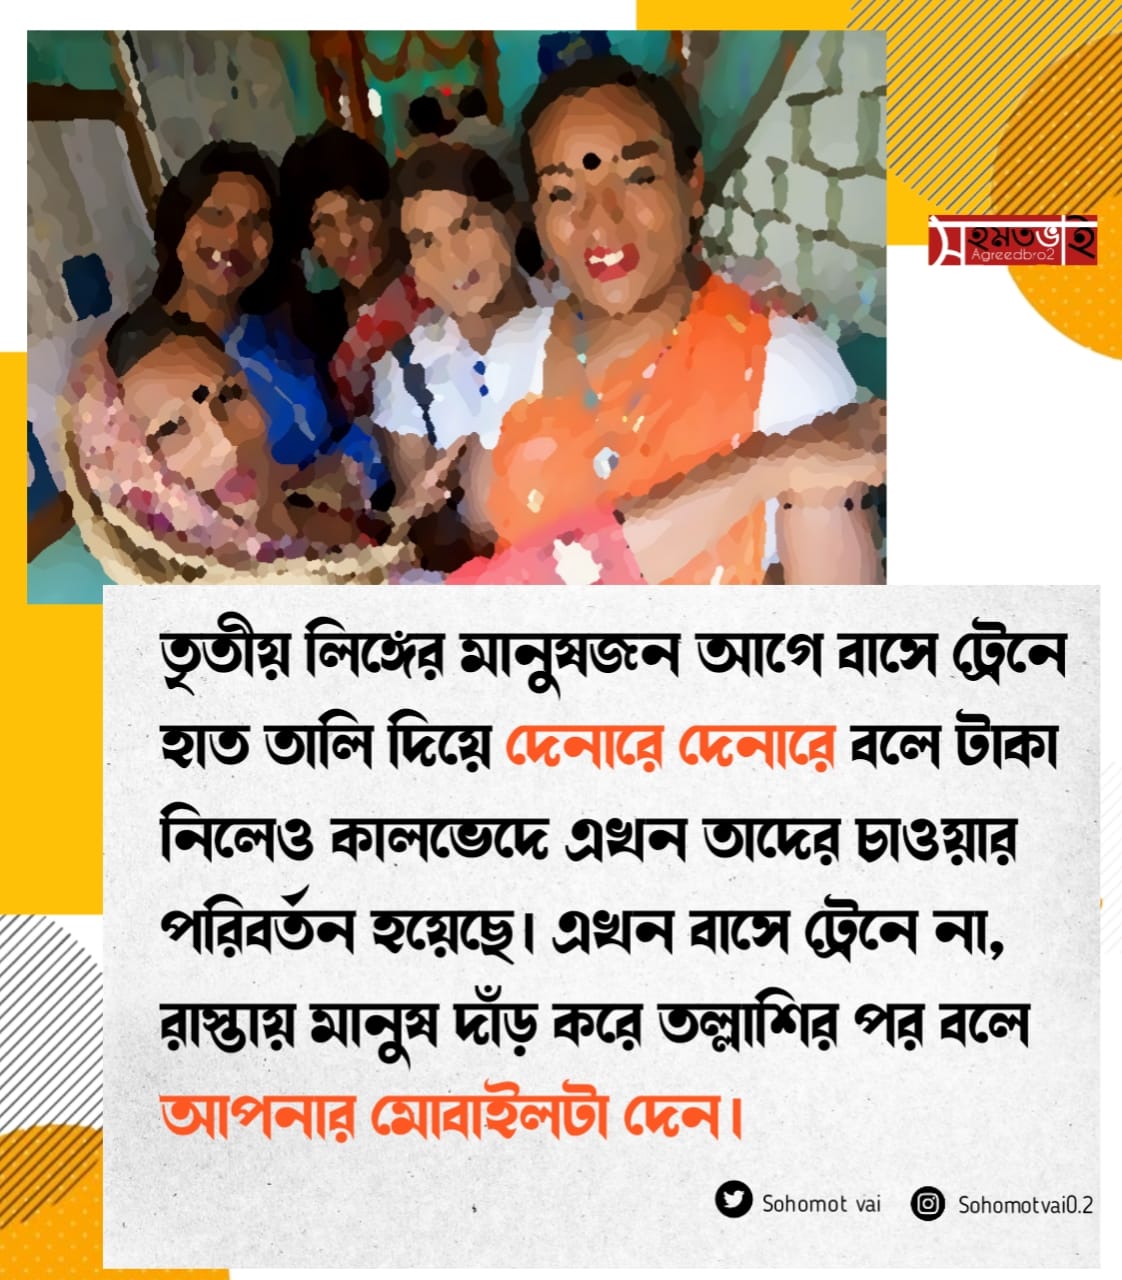 সহমতভাই
Agreedbro2
তৃতীয় লিঙ্গের মানুষজন আগে বাসে ট্রেনে
হাত তালি দিয়ে দেনারে দেনারে বলে টাকা
নিলেও কালভেদে এখন তাদের চাওয়ার
পরিবর্তন হয়েছে। এখন বাসে ট্রেনে না,
রাস্তায় মানুষ দাঁড় করে তল্লাশির পর বলে
আপনার মোবাইলটা দেন।
Sohomot vai Sohomotvai0.2